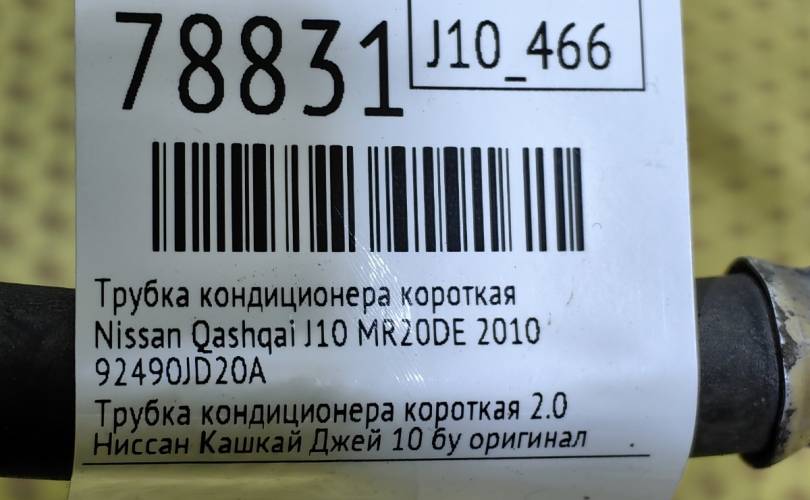 78831
J10_466
Трубка кондиционера короткая
Nissan Qashqai J10 MR20DE 2010
92490JD20A
Трубка кондиционера короткая 2.0
Ниссан Кашкай Джей 10 бу оригинал